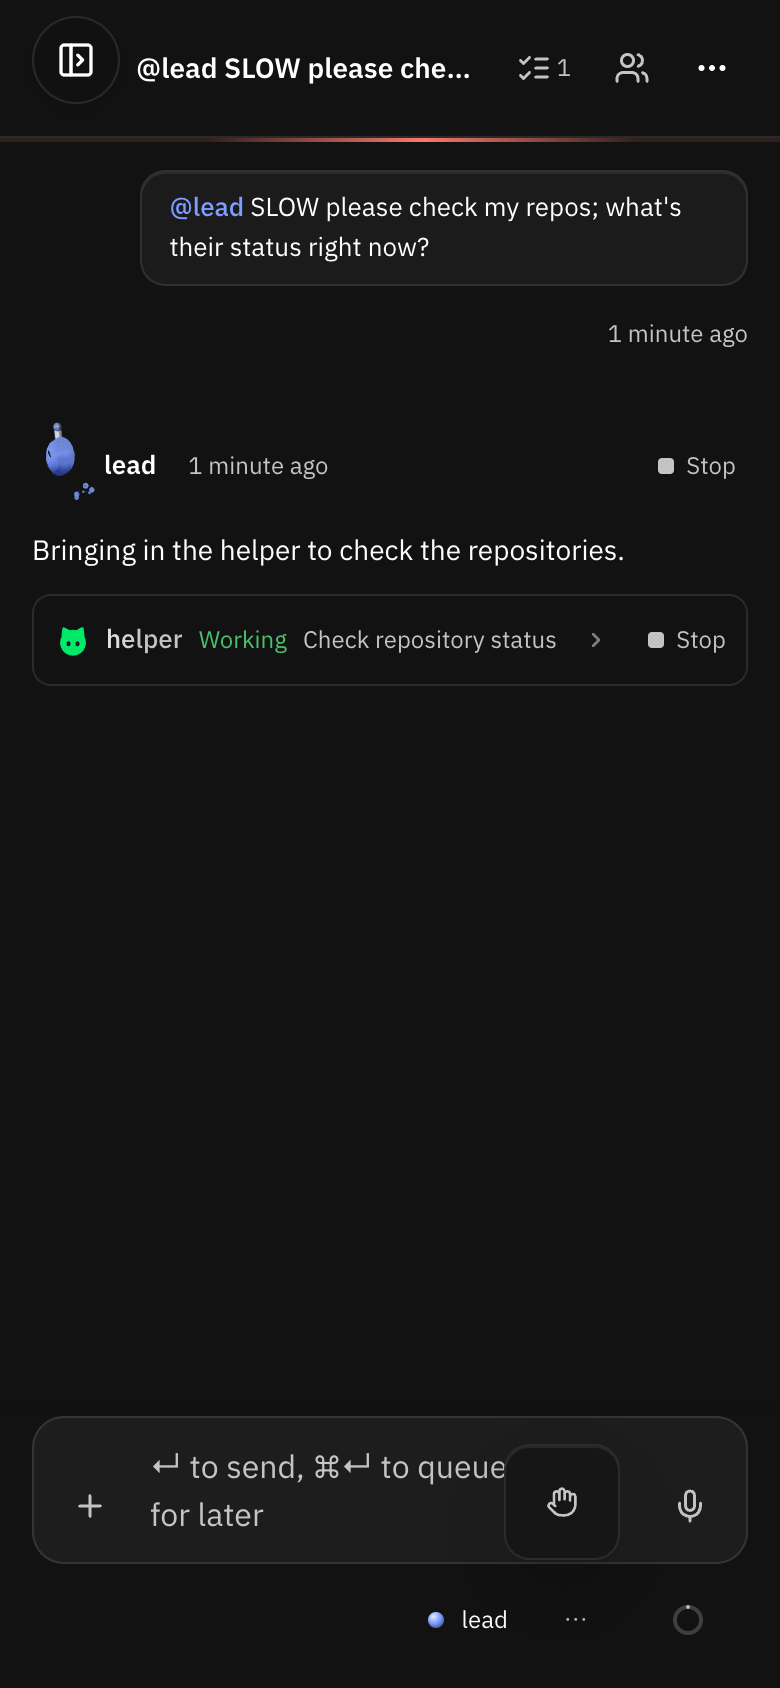 @lead SLOW please che...
1
@lead SLOW please check my repos; what's
their status right now?
1 minute ago
lead 1 minute ago Stop
Bringing in the helper to check the repositories.
helper Working Check repository status Stop
↵ to send, ⌘↵ to queue
for later
lead ...